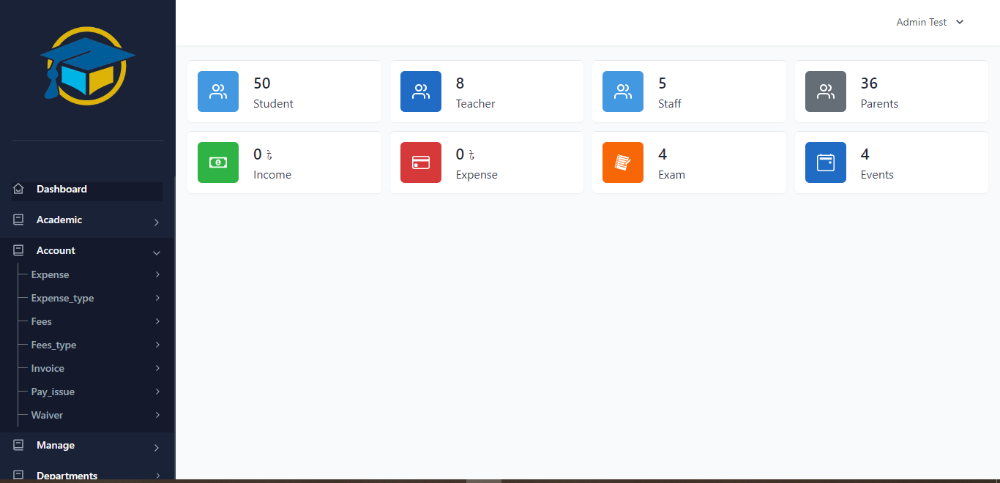 Admin Test
50
Student
8
Teacher
5
Staff
36
Parents
0 ৳
Income
0 ৳
Expense
4
Exam
4
Events
Dashboard
Academic
Account
Expense
Expense_type
Fees
Fees_type
Invoice
Pay_issue
Waiver
Manage
Departments